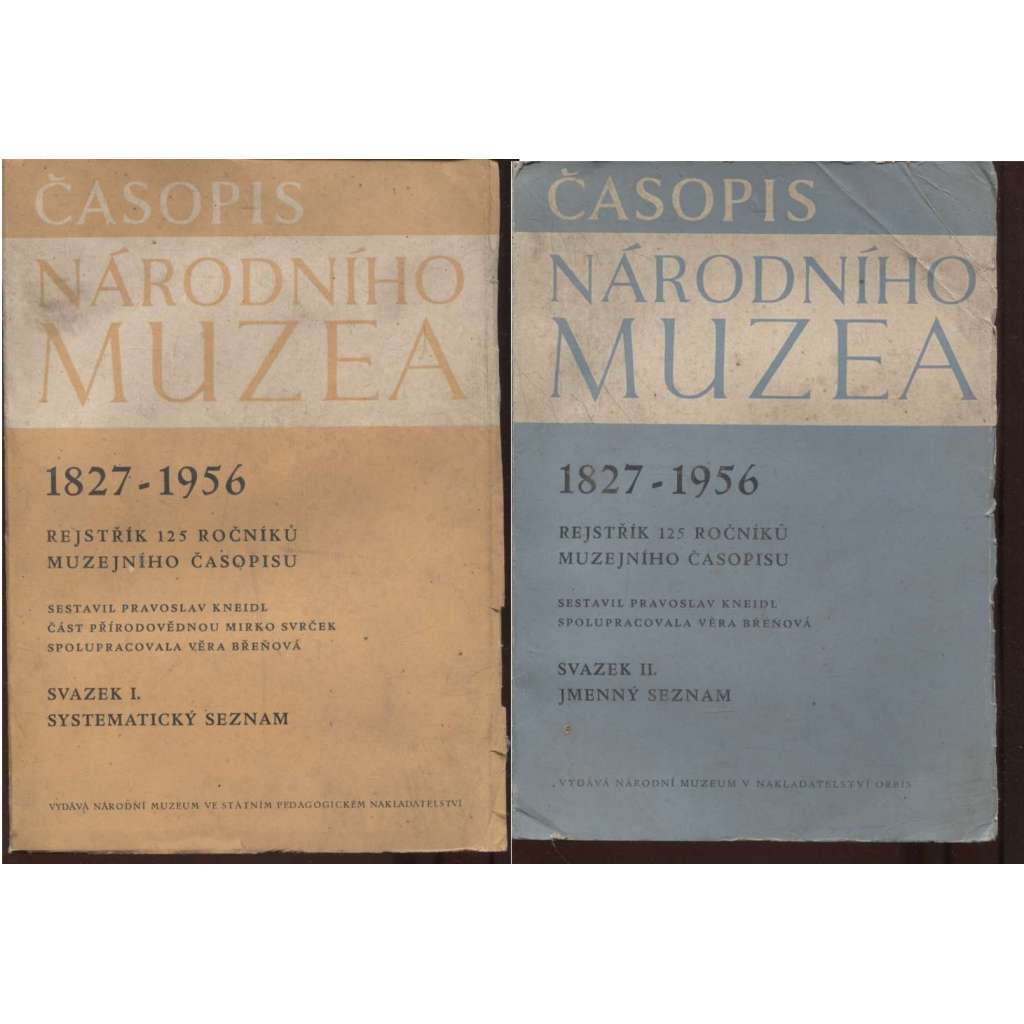 ČASOPIS
NÁRODNÍHO
MUZEA
1827-1956
REJSTŘÍK 125 ROČNÍKŮ
MUZEJNÍHO ČASOPISU
SESTAVIL PRAVOSLAV KNEIDL
ČÁST PŘÍRODOVĚDNOU MIRKO SVRČEK
SPOLUPRACOVALA VĚRA BŘEŇOVÁ
SVAZEK I.
SYSTEMATICKÝ SEZNAM
VYDÁVÁ NÁRODNÍ MUZEUM VE STÁTNÍM PEDAGOGICKÉM NAKLADATELSTVÍ
ČASOPIS
NÁRODNÍHO
MUZEA
1827-1956
REJSTŘÍK 125 ROČNÍKŮ
MUZEJNÍHO ČASOPISU
SESTAVIL PRAVOSLAV KNEIDL
SPOLUPRACOVALA VĚRA BŘEŇOVÁ
SVAZEK II.
JMENNÝ SEZNAM
VYDÁVÁ NÁRODNÍ MUZEUM V NAKLADATELSTVÍ ORBIS